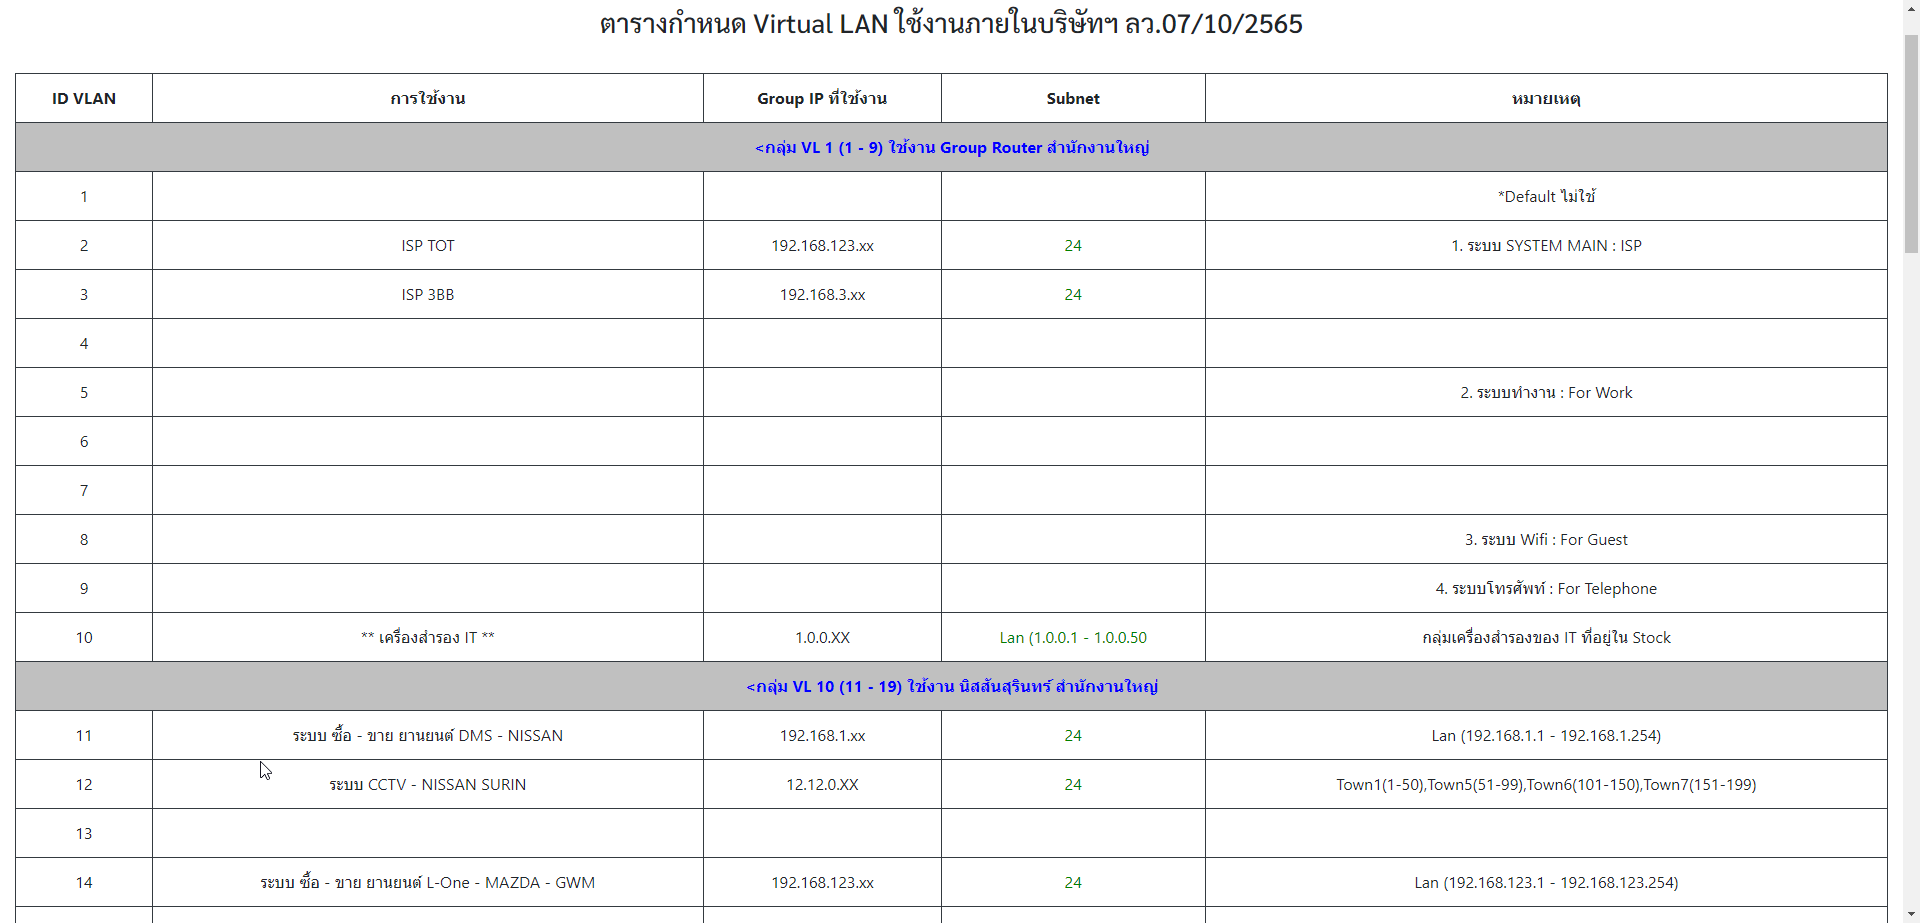 ตารางกำหนด Virtual LAN ใช้งานภายในบริษัทฯ ลว.07/10/2565
ID VLAN การใช้งาน Group IP ที่ใช้งาน Subnet หมายเหตุ
<กลุ่ม VL 1 (1 - 9) ใช้งาน Group Router สำนักงานใหญ่
1 *Default ไม่ใช้
2 ISP TOT 192.168.123.xx 24 1. ระบบ SYSTEM MAIN : ISP
3 ISP 3BB 192.168.3.xx 24
4
5 2. ระบบทำงาน : For Work
6
7
8 3. ระบบ Wifi : For Guest
9 4. ระบบโทรศัพท์ : For Telephone
10 ** เครื่องสำรอง IT ** 1.0.0.XX Lan (1.0.0.1 - 1.0.0.50 กลุ่มเครื่องสำรองของ IT ที่อยู่ใน Stock
<กลุ่ม VL 10 (11 - 19) ใช้งาน นิสสันสุรินทร์ สำนักงานใหญ่
11 ระบบ ซื้อ - ขาย ยานยนต์ DMS - NISSAN 192.168.1.xx 24 Lan (192.168.1.1 - 192.168.1.254)
12 ระบบ CCTV - NISSAN SURIN 12.12.0.XX 24 Town1(1-50),Town5(51-99),Town6(101-150),Town7(151-199)
13
14 ระบบ ซื้อ - ขาย ยานยนต์ L-One - MAZDA - GWM 192.168.123.xx 24 Lan (192.168.123.1 - 192.168.123.254)